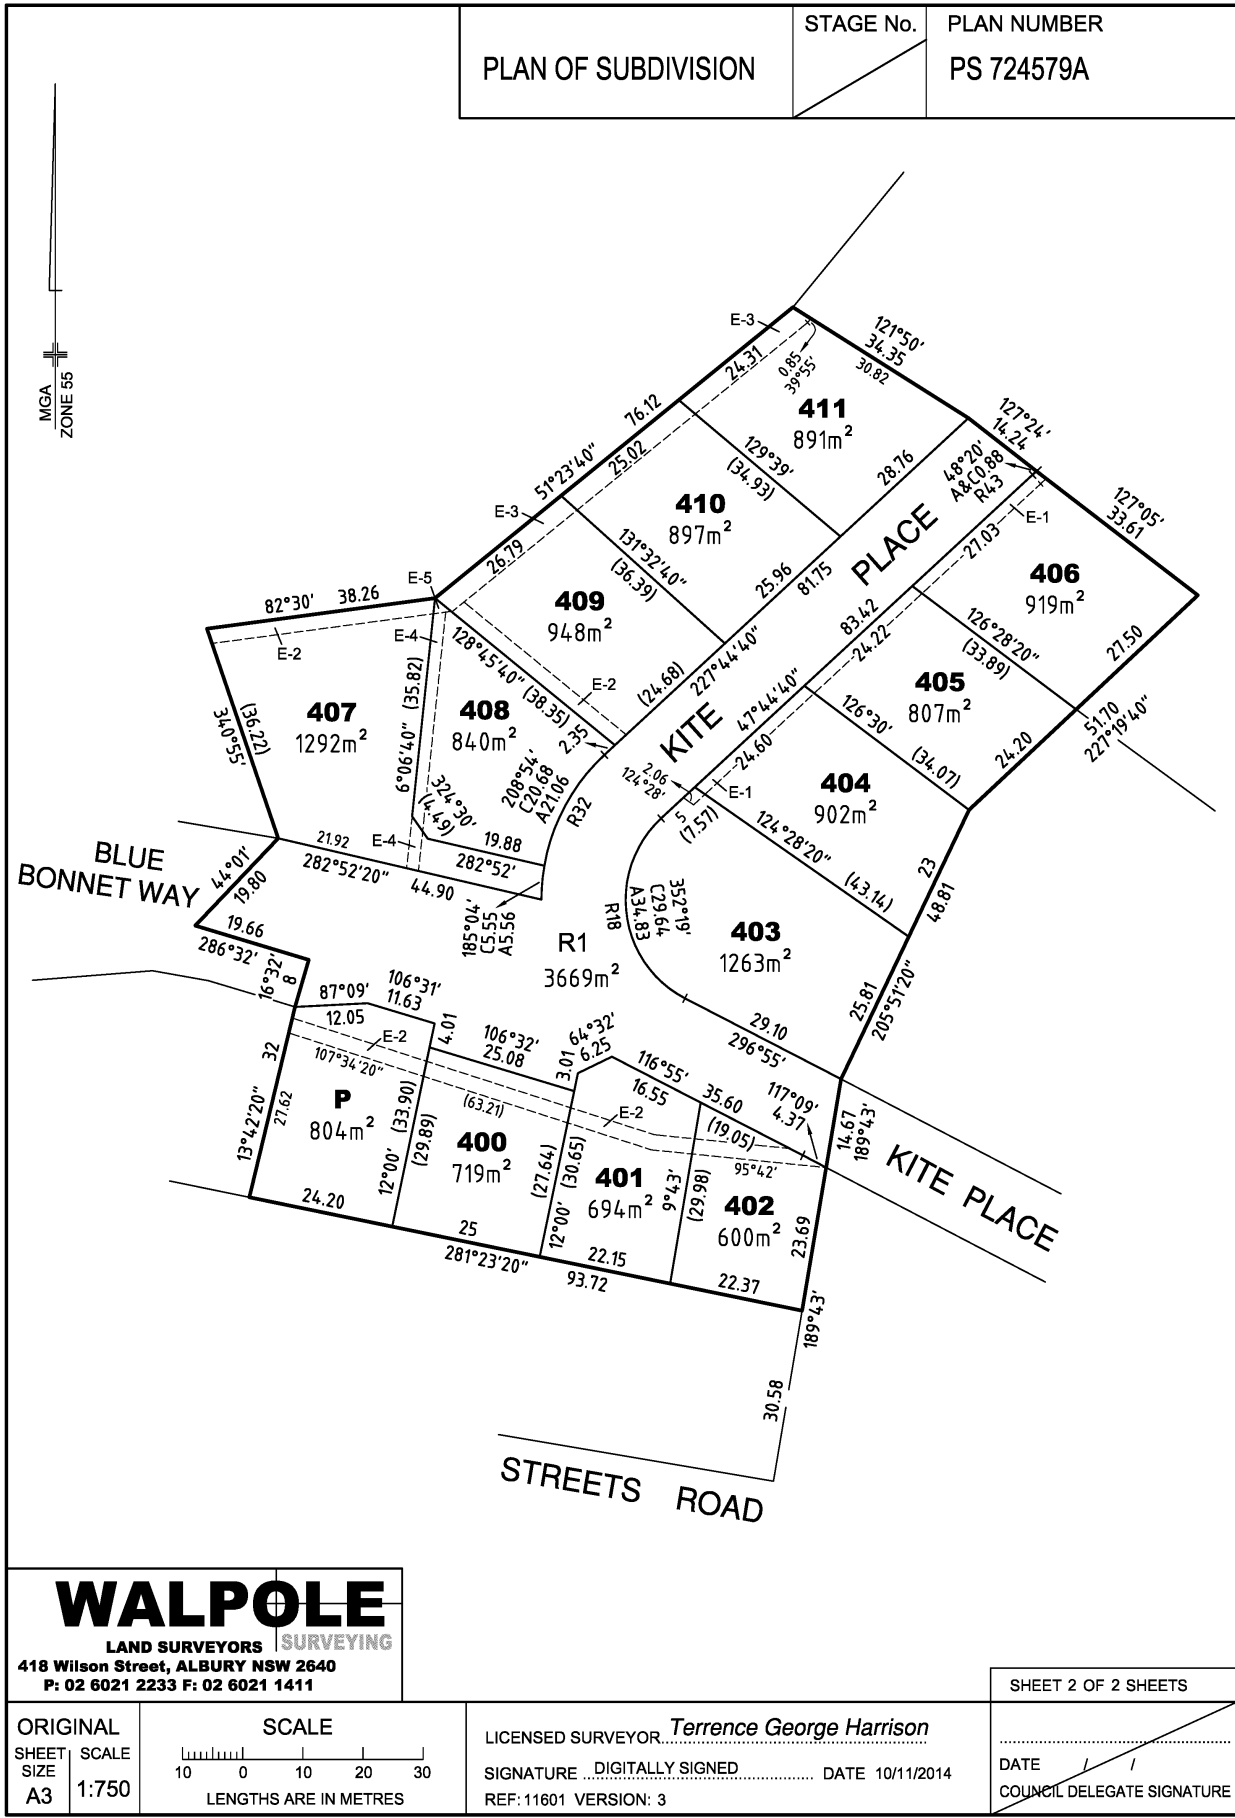 PLAN OF SUBDIVISION
STAGE No.
PLAN NUMBER
PS 724579A
MGA
ZONE 55
E-3
121°50'
34.35
30.82
24.31
0.85
39°55'
411
891m²
76.12
25.02
129°39'
(34.93)
28.76
127°24'
14.24
48°20'
A&C0.88
R43
127°05'
33.61
51°23'40"
E-3
410
897m²
E-1
27.03
PLACE
26.79
131°32'40"
(36.39)
25.96
81.75
406
919m²
E-5
82°30'
38.26
409
948m²
83.42
24.22
126°28'20"
(33.89)
27.50
E-2
E-4
128°45'40"
(38.35)
E-2
(24.68)
227°44'40"
405
807m²
51.70
227°19'40"
340°55'
(36.22)
407
1292m²
(35.82)
6°06'40"
408
840m²
2.35
KITE
47°44'40"
24.60
126°30'
(34.07)
24.20
208°54'
C20.68
A21.06
R32
2.06
124°28'
E-1
404
902m²
324°30'
(4.49)
5
(7.57)
124°28'20"
(43.14)
23
48.81
BLUE
BONNET WAY
44°01'
19.80
21.92
282°52'20"
E-4
19.88
282°52'
44.90
185°04'
C5.55
A5.56
R18
352°19'
C29.64
A34.83
403
1263m²
R1
3669m²
19.66
286°32'
16°32'
8
87°09'
12.05
106°31'
11.63
4.01
25.81
205°51'20"
29.10
296°55'
E-2
107°34'20"
106°32'
25.08
3.01
64°32'
6.25
116°55'
16.55
35.60
(19.05)
117°09'
4.37
14.67
189°43'
32
13°42'20"
27.62
P
804m²
(33.90)
12°00'
(29.89)
(63.21)
400
719m²
(27.64)
(30.65)
12°00'
E-2
401
694m²
95°42'
9°43'
(29.98)
402
600m²
23.69
KITE PLACE
24.20
25
281°23'20"
22.15
93.72
22.37
189°43'
30.58
STREETS ROAD
WALPOLE
LAND SURVEYORS SURVEYING
418 Wilson Street, ALBURY NSW 2640
P: 02 6021 2233 F: 02 6021 1411
SHEET 2 OF 2 SHEETS
ORIGINAL
SHEET SIZE
A3
SCALE
1:750
SCALE
10 0 10 20 30
LENGTHS ARE IN METRES
LICENSED SURVEYOR Terrence George Harrison
SIGNATURE DIGITALLY SIGNED DATE 10/11/2014
REF: 11601 VERSION: 3
DATE / /
COUNCIL DELEGATE SIGNATURE